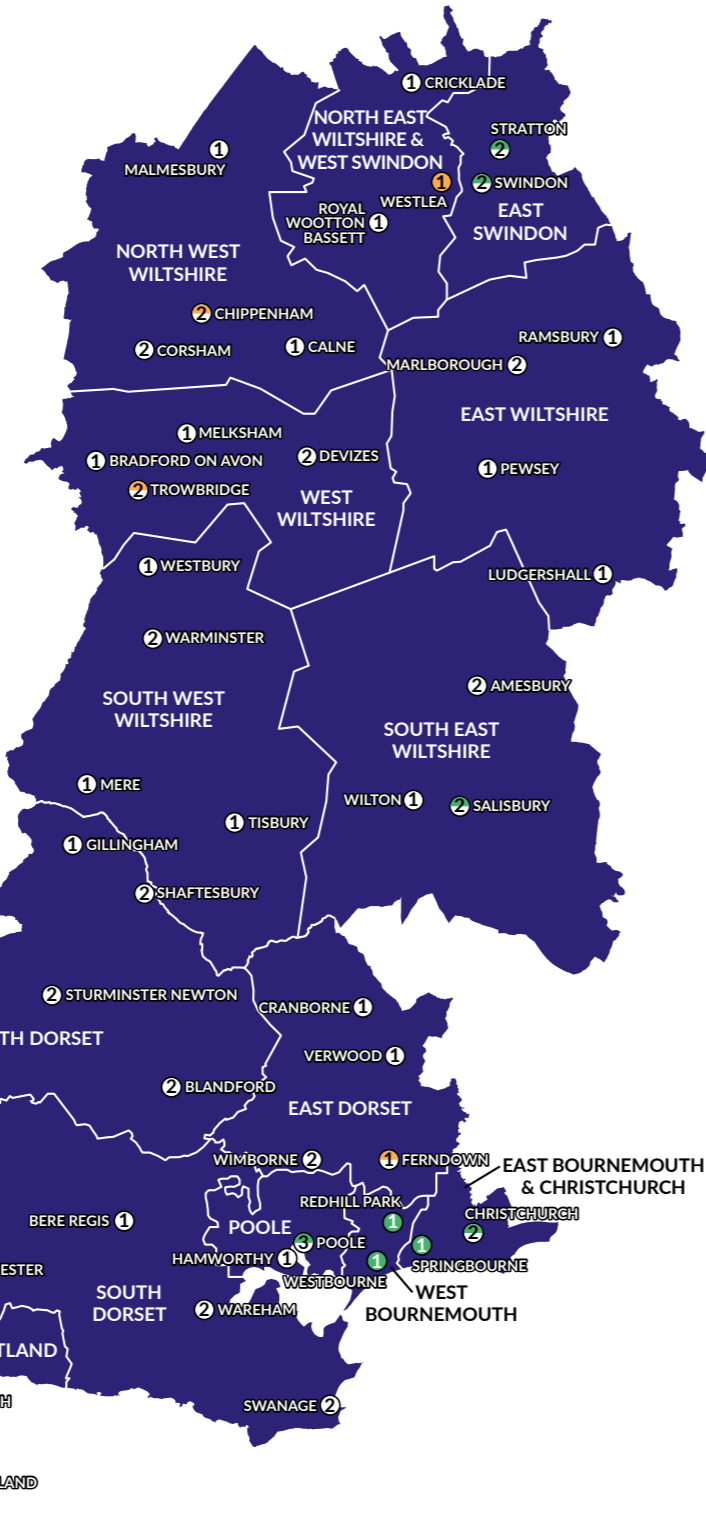 1 CRICKLADE
NORTH EAST
WILTSHIRE &
WEST SWINDON
STRATTON
2
1
MALMESBURY
1
WESTLEA
2 SWINDON
EAST
SWINDON
ROYAL
WOOTTON 1
BASSETT
NORTH WEST
WILTSHIRE
2 CHIPPENHAM
2 CORSHAM
1 CALNE
RAMSBURY 1
MARLBOROUGH 2
EAST WILTSHIRE
1 MELKSHAM
1 BRADFORD ON AVON
2 DEVIZES
1 PEWSEY
2 TROWBRIDGE
WEST
WILTSHIRE
1 WESTBURY
LUDGERSHALL 1
2 WARMINSTER
2 AMESBURY
SOUTH WEST
WILTSHIRE
SOUTH EAST
WILTSHIRE
1 MERE
WILTON 1
2 SALISBURY
1 TISBURY
1 GILLINGHAM
2 SHAFTESBURY
2 STURMINSTER NEWTON
CRANBORNE 1
TH DORSET
VERWOOD 1
2 BLANDFORD
EAST DORSET
WIMBORNE 2
1 FERNDOWN
EAST BOURNEMOUTH
& CHRISTCHURCH
REDHILL PARK
1
CHRISTCHURCH
2
BERE REGIS 1
POOLE
3 POOLE
HAMWORTHY 1
1
SPRINGBOURNE
1
WESTBOURNE
ESTER
SOUTH
DORSET
WEST
BOURNEMOUTH
2 WAREHAM
TLAND
SWANAGE 2
H
LAND